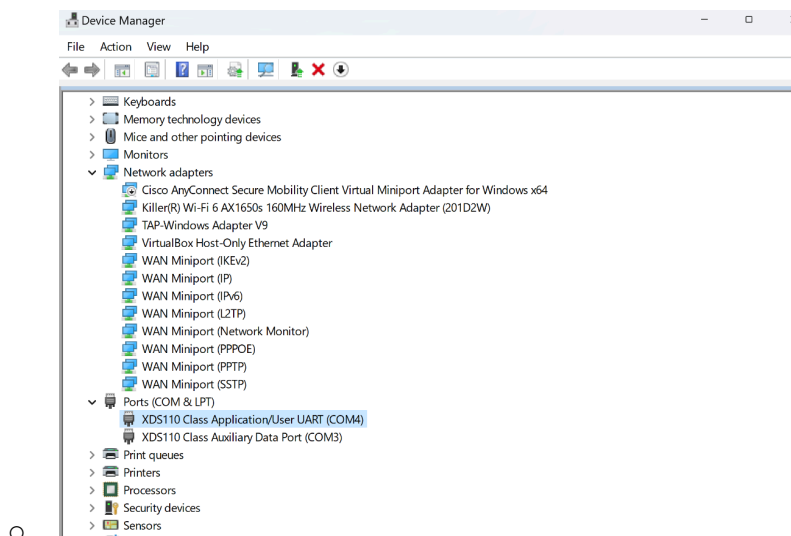 Device Manager
File Action View Help
Keyboards
Memory technology devices
Mice and other pointing devices
Monitors
Network adapters
Cisco AnyConnect Secure Mobility Client Virtual Miniport Adapter for Windows x64
Killer(R) Wi-Fi 6 AX1650s 160MHz Wireless Network Adapter (201D2W)
TAP-Windows Adapter V9
VirtualBox Host-Only Ethernet Adapter
WAN Miniport (IKEv2)
WAN Miniport (IP)
WAN Miniport (IPv6)
WAN Miniport (L2TP)
WAN Miniport (Network Monitor)
WAN Miniport (PPPOE)
WAN Miniport (PPTP)
WAN Miniport (SSTP)
Ports (COM & LPT)
XDS110 Class Application/User UART (COM4)
XDS110 Class Auxiliary Data Port (COM3)
Print queues
Printers
Processors
Security devices
Sensors